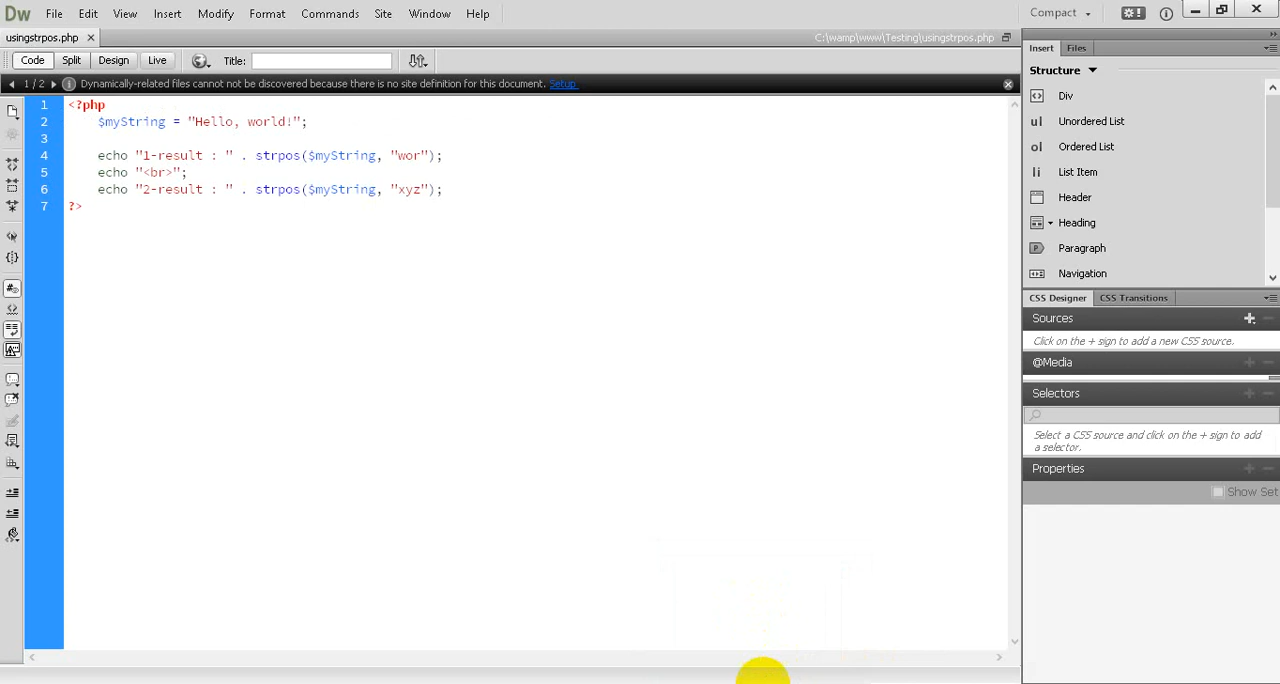 Dw File Edit View Insert Modify Format Commands Site Window Help Compact
usingstrpos.php C:\wamp\www\Testing\usingstrpos.php
Code Split Design Live Title:
1 / 2 Dynamically-related files cannot not be discovered because there is no site definition for this document. Setup
1 <?php
2 $myString = "Hello, world!";
3
4 echo "1-result : " . strpos($myString, "wor");
5 echo "<br>";
6 echo "2-result : " . strpos($myString, "xyz");
7 ?>
Insert Files
Structure
Div
ul Unordered List
ol Ordered List
li List Item
Header
Heading
Paragraph
Navigation
CSS Designer CSS Transitions
Sources
Click on the + sign to add a new CSS source.
@Media
Selectors
Select a CSS source and click on the + sign to add
a selector.
Properties
Show Set